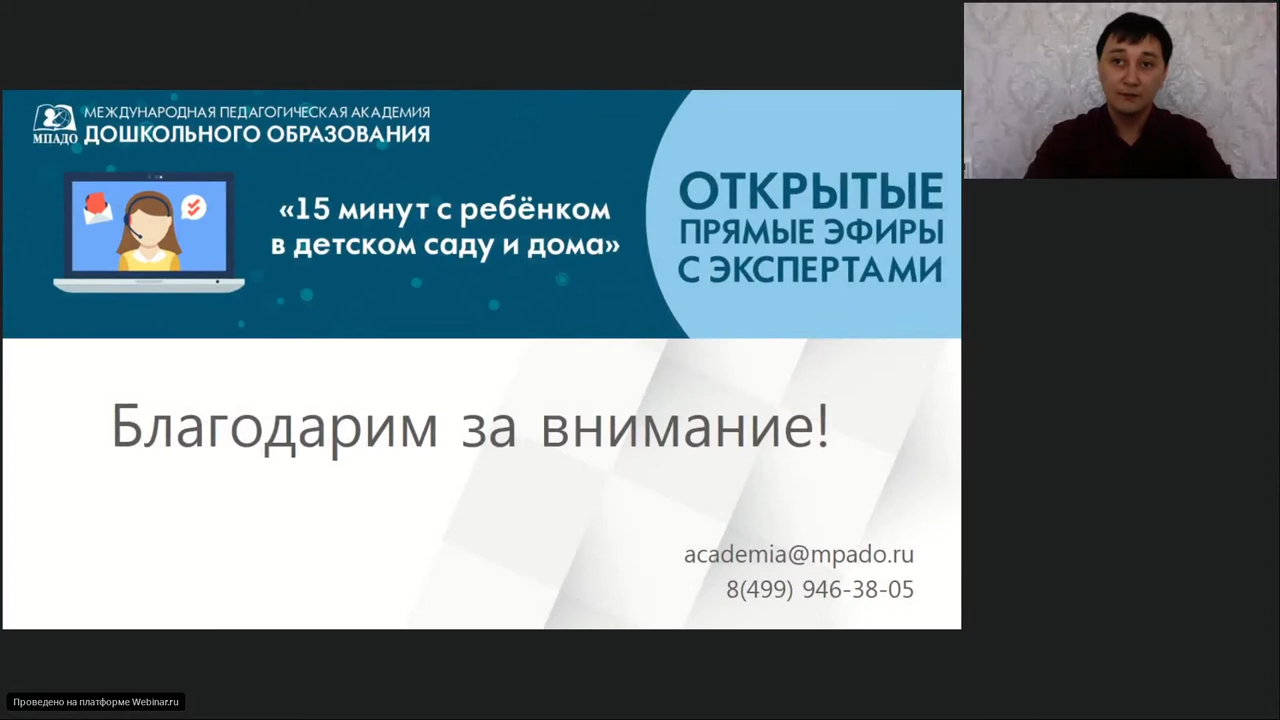 МЕЖДУНАРОДНАЯ ПЕДАГОГИЧЕСКАЯ АКАДЕМИЯ
ДОШКОЛЬНОГО ОБРАЗОВАНИЯ
МПАДО
«15 минут с ребёнком
в детском саду и дома»
ОТКРЫТЫЕ
ПРЯМЫЕ ЭФИРЫ
С ЭКСПЕРТАМИ
Благодарим за внимание!
academia@mpado.ru
8(499) 946-38-05
Проведено на платформе Webinar.ru